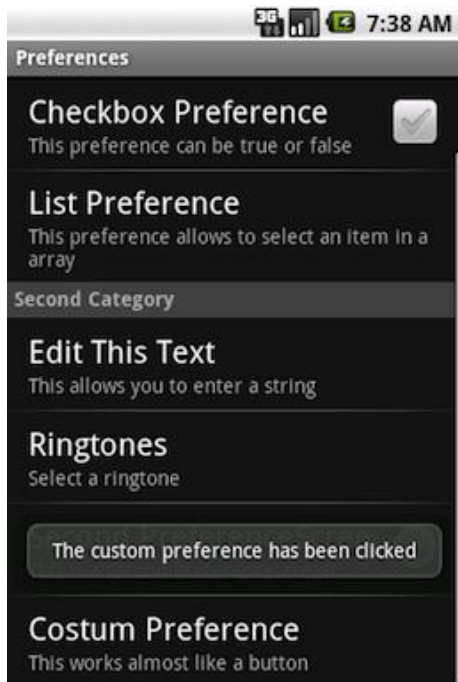 3G 7:38 AM
Preferences
Checkbox Preference
This preference can be true or false
List Preference
This preference allows to select an item in a
array
Second Category
Edit This Text
This allows you to enter a string
Ringtones
Select a ringtone
The custom preference has been clicked
Costum Preference
This works almost like a button